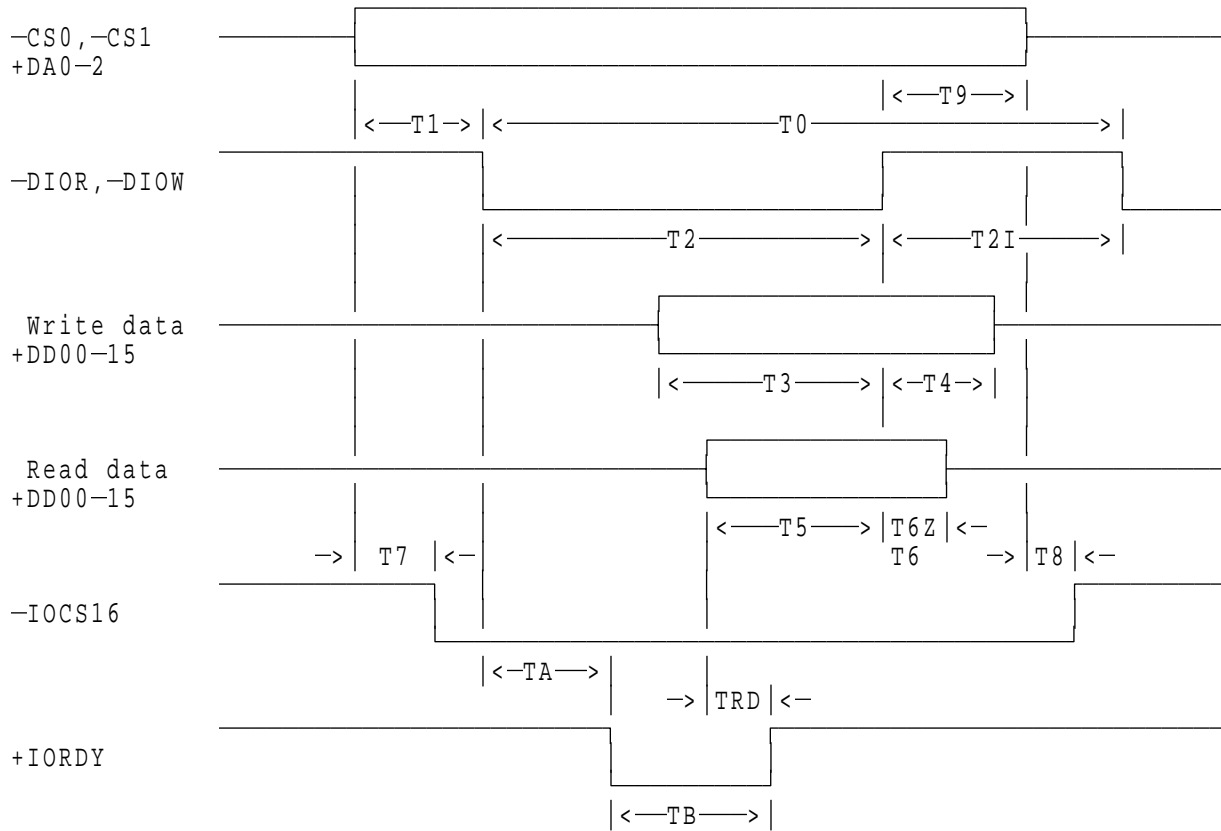 —CS0,—CS1
+DA0—2
<——T9———>
<——T1——>
<—————————————————T0——————————————————>
—DIOR,—DIOW
<——————————T2——————————>
<————T2I—————>
Write data
+DD00—15
<—————T3—————>
<—T4—>
Read data
+DD00—15
<———T5————>
T6Z <—
—> T7 <—
T6
—> T8 <—
—IOCS16
<—TA——>
—> TRD <—
+IORDY
<——TB———>